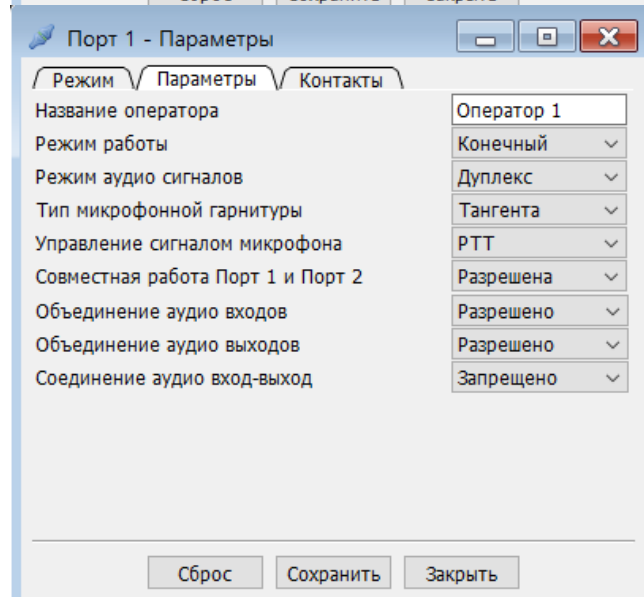 Порт 1 - Параметры
Режим Параметры Контакты
Название оператора Оператор 1
Режим работы Конечный
Режим аудио сигналов Дуплекс
Тип микрофонной гарнитуры Тангента
Управление сигналом микрофона PTT
Совместная работа Порт 1 и Порт 2 Разрешена
Объединение аудио входов Разрешено
Объединение аудио выходов Разрешено
Соединение аудио вход-выход Запрещено
Сброс Сохранить Закрыть